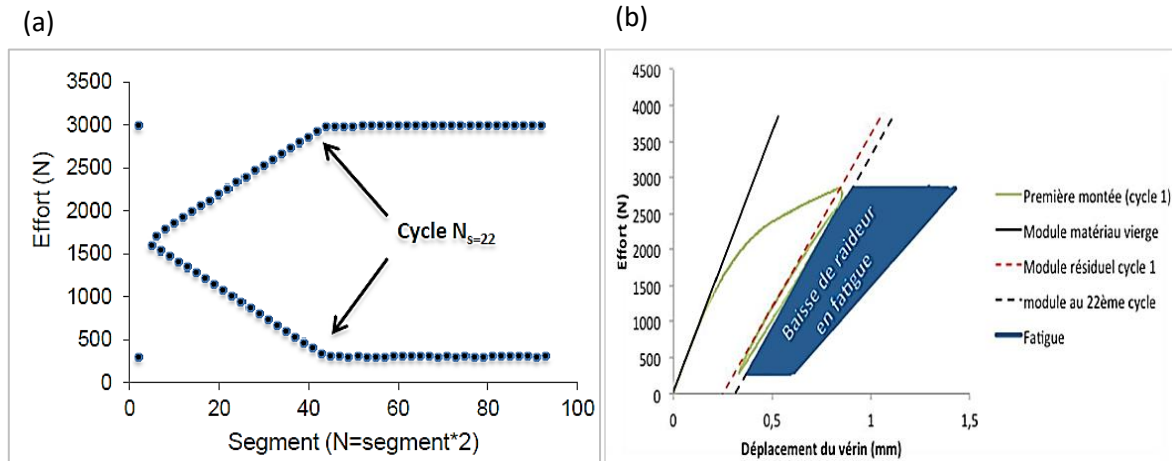 (a)
3500
3000
2500
2000
1500
1000
500
0
Effort (N)
Cycle Ns=22
0
20
40
60
80
100
Segment (N=segment*2)
(b)
4500
4000
3500
3000
2500
2000
1500
1000
500
0
Effort (N)
Baisse de raideur
en fatigue
0
0,5
1
1,5
Déplacement du vérin (mm)
Première montée (cycle 1)
Module matériau vierge
Module résiduel cycle 1
module au 22ème cycle
Fatigue